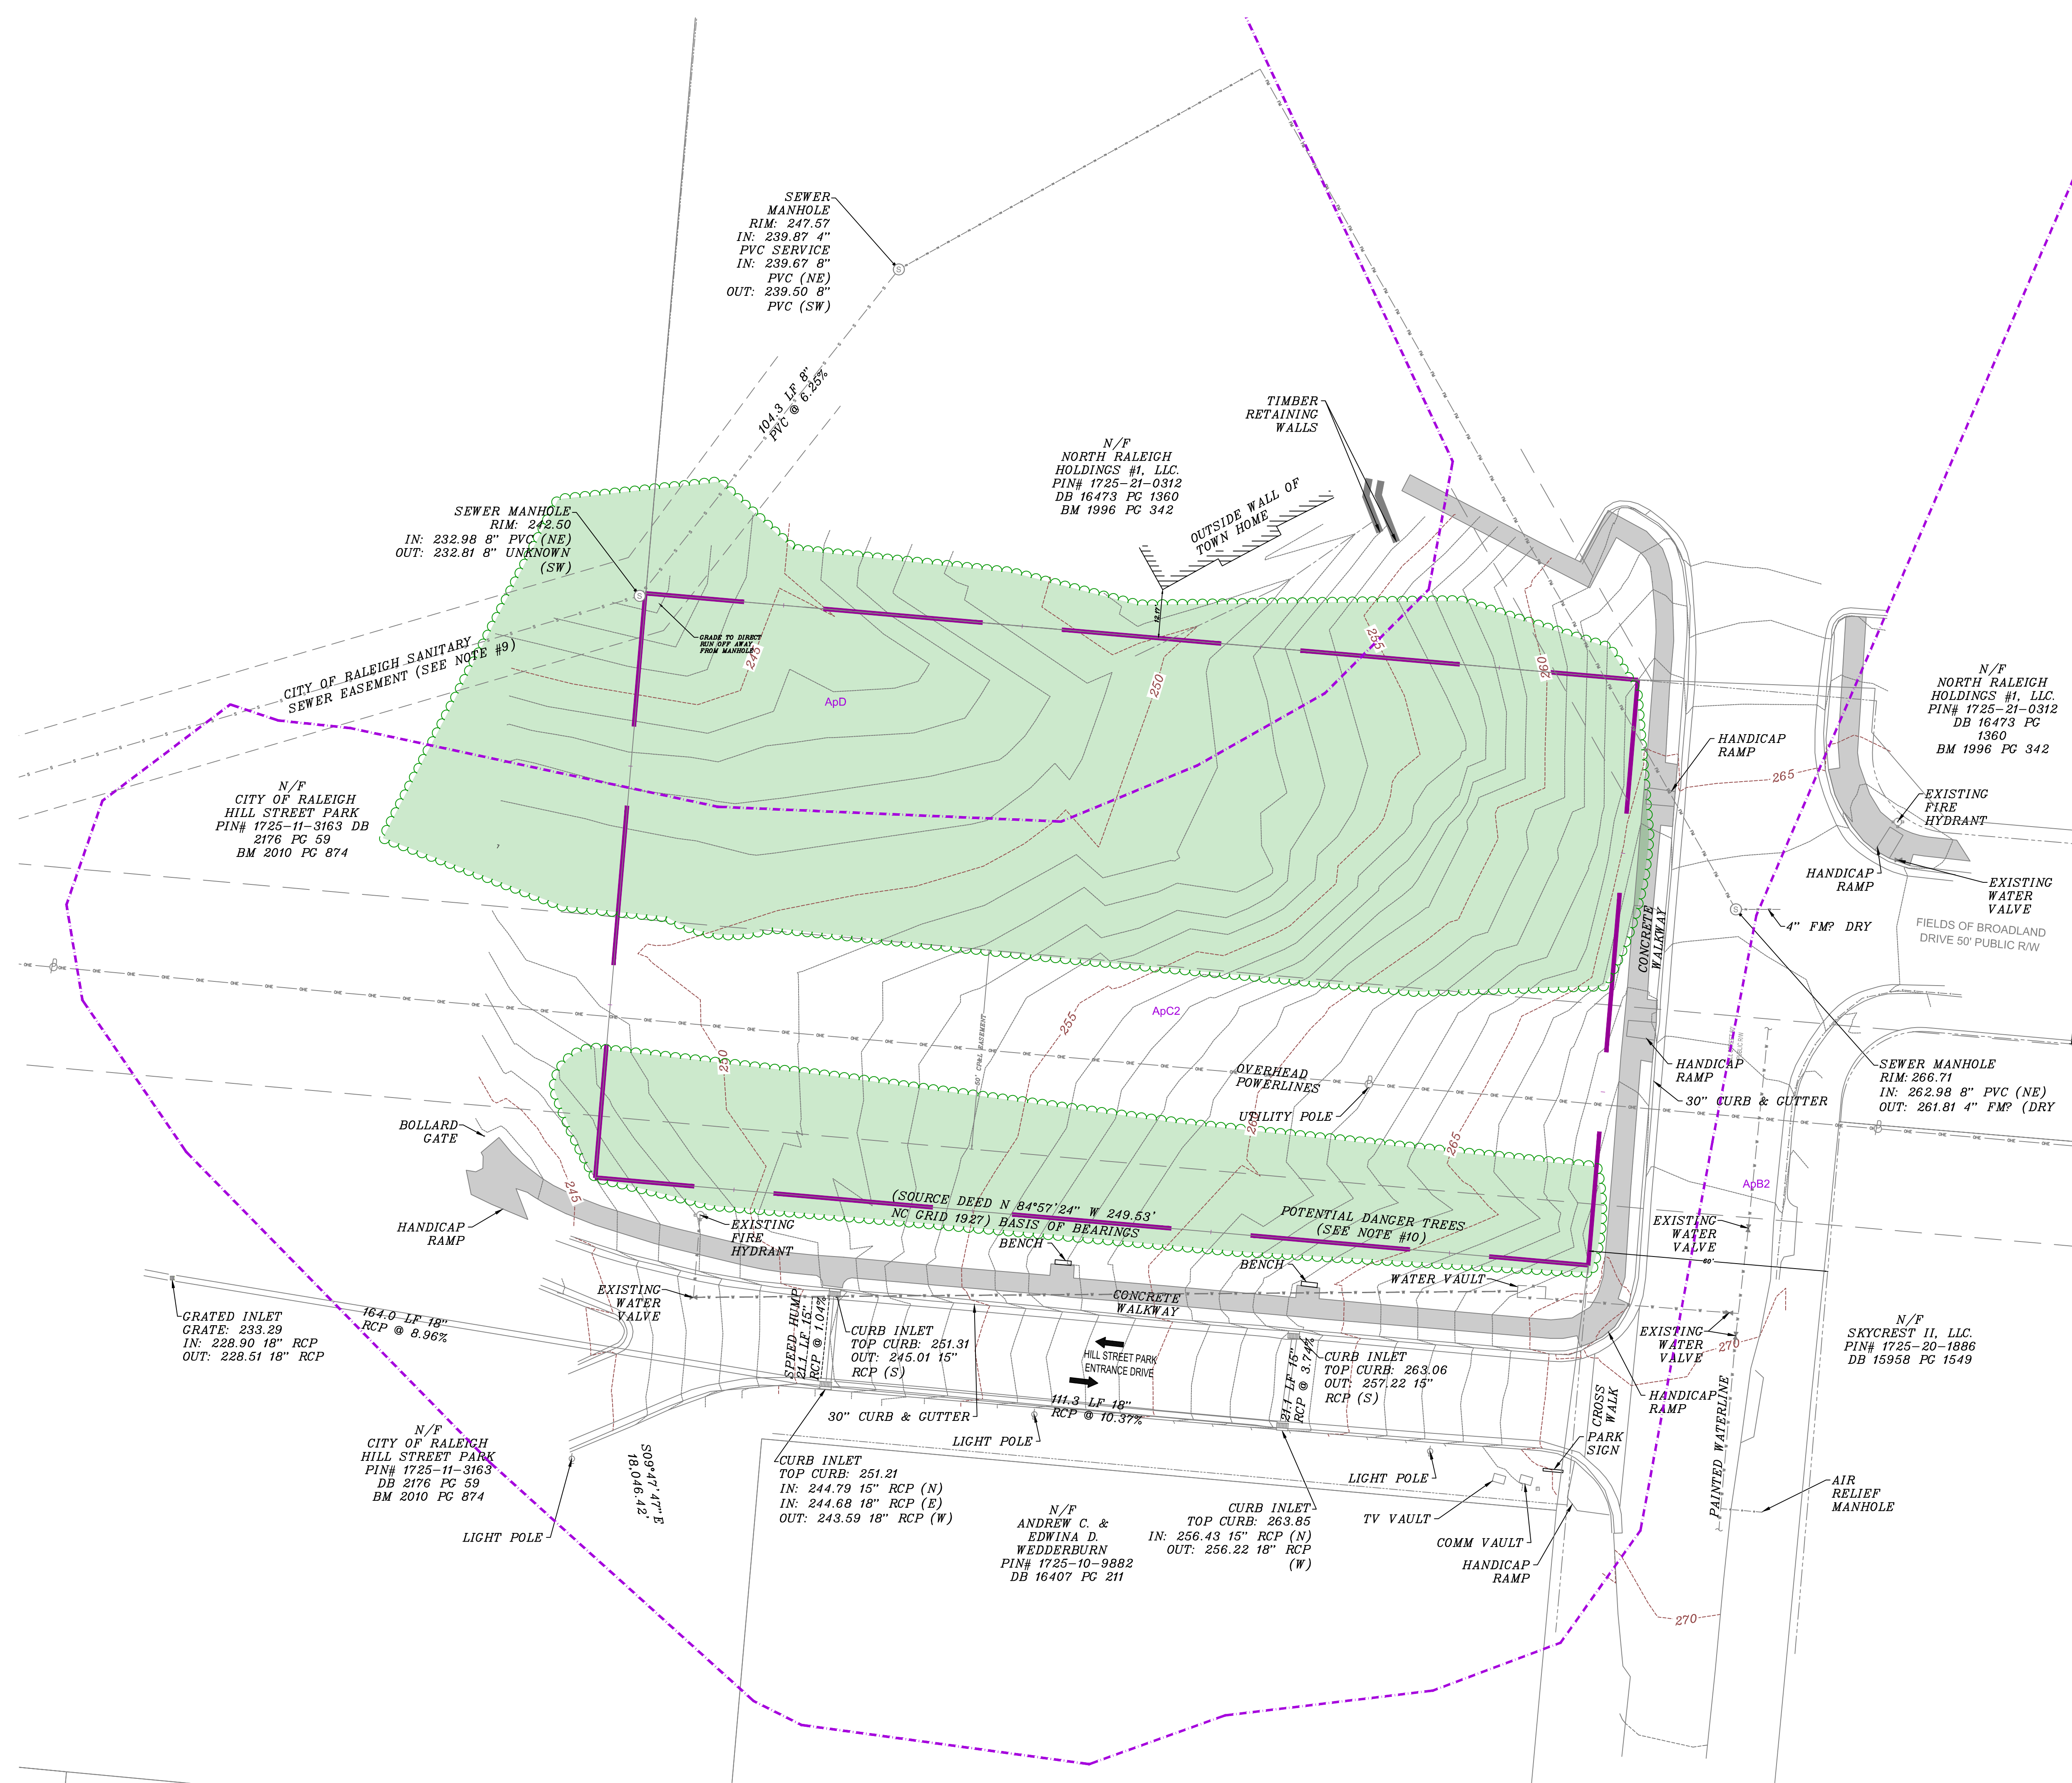 SEWER
MANHOLE
RIM: 247.57
IN: 239.87 4"
PVC SERVICE
IN: 239.67 8"
PVC (NE)
OUT: 239.50 8"
PVC (SW)
104.3 LF 8"
PVC @ 6.25%
TIMBER
RETAINING
WALLS
N/F
NORTH RALEIGH
HOLDINGS #1, LLC.
PIN# 1725-21-0312
DB 16473 PG 1360
BM 1996 PG 342
OUTSIDE WALL OF
TOWN HOME
SEWER MANHOLE
RIM: 242.50
IN: 232.98 8" PVC (NE)
OUT: 232.81 8" UNKNOWN
(SW)
GRADE TO DIRECT
RUN OFF AWAY
FROM MANHOLE
245
250
255
260
ApD
CITY OF RALEIGH SANITARY
SEWER EASEMENT (SEE NOTE #9)
N/F
NORTH RALEIGH
HOLDINGS #1, LLC.
PIN# 1725-21-0312
DB 16473 PG
1360
BM 1996 PG 342
HANDICAP
RAMP
265
EXISTING
FIRE
HYDRANT
N/F
CITY OF RALEIGH
HILL STREET PARK
PIN# 1725-11-3163 DB
2176 PG 59
BM 2010 PG 874
HANDICAP
RAMP
EXISTING
WATER
VALVE
4" FM? DRY
FIELDS OF BROADLAND
DRIVE 50' PUBLIC R/W
CONCRETE
WALKWAY
ApC2
255
250
50' CP&L EASEMENT
OVERHEAD
POWERLINES
UTILITY POLE
260
265
HANDICAP
RAMP
30" CURB & GUTTER
SEWER MANHOLE
RIM: 266.71
IN: 262.98 8" PVC (NE)
OUT: 261.81 4" FM? (DRY
BOLLARD
GATE
245
HANDICAP
RAMP
ApB2
(SOURCE DEED N 84°57'24" W 249.53'
NC GRID 1927) BASIS OF BEARINGS
POTENTIAL DANGER TREES
(SEE NOTE #10)
EXISTING
FIRE
HYDRANT
BENCH
BENCH
WATER VAULT
EXISTING
WATER
VALVE
60'
EXISTING
WATER
VALVE
CONCRETE
WALKWAY
GRATED INLET
GRATE: 233.29
IN: 228.90 18" RCP
OUT: 228.51 18" RCP
164.0 LF 18"
RCP @ 8.96%
SPEED HUMP
21.1 LF 15"
RCP @ 1.04%
CURB INLET
TOP CURB: 251.31
OUT: 245.01 15"
RCP (S)
HILL STREET PARK
ENTRANCE DRIVE
21.1 LF 15"
RCP @ 3.74%
CURB INLET
TOP CURB: 263.06
OUT: 257.22 15"
RCP (S)
EXISTING
WATER
VALVE
270
N/F
SKYCREST II, LLC.
PIN# 1725-20-1886
DB 15958 PG 1549
HANDICAP
RAMP
CROSS
WALK
111.3 LF 18"
RCP @ 10.37%
30" CURB & GUTTER
LIGHT POLE
N/F
CITY OF RALEIGH
HILL STREET PARK
PIN# 1725-11-3163
DB 2176 PG 59
BM 2010 PG 874
S09°47'47"E
18,046.42'
CURB INLET
TOP CURB: 251.21
IN: 244.79 15" RCP (N)
IN: 244.68 18" RCP (E)
OUT: 243.59 18" RCP (W)
PARK
SIGN
LIGHT POLE
PAINTED WATERLINE
AIR
RELIEF
MANHOLE
LIGHT POLE
N/F
ANDREW C. &
EDWINA D.
WEDDERBURN
PIN# 1725-10-9882
DB 16407 PG 211
CURB INLET
TOP CURB: 263.85
IN: 256.43 15" RCP (N)
OUT: 256.22 18" RCP
(W)
TV VAULT
COMM VAULT
HANDICAP
RAMP
270